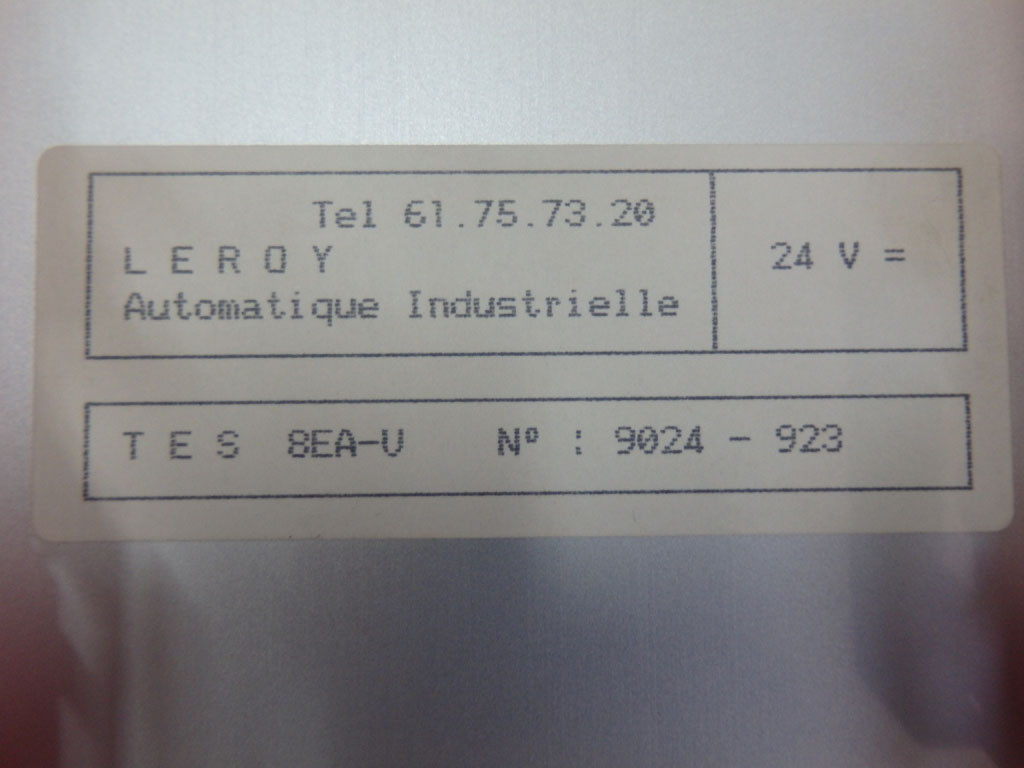 Tel 61.75.73.20
L E R O Y
Automatique Industrielle
24 V =
T E S 8EA-U Nº : 9024 - 923